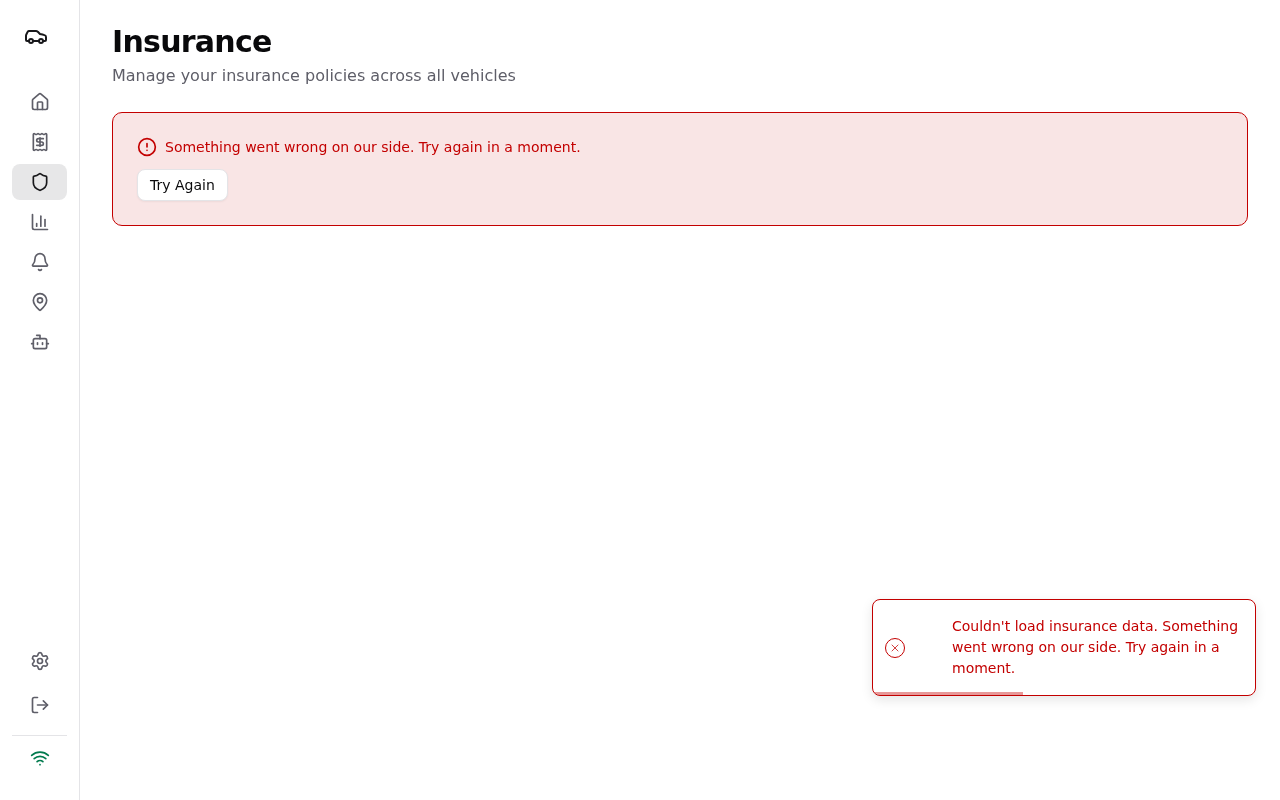 Insurance
Manage your insurance policies across all vehicles
Something went wrong on our side. Try again in a moment.
Try Again
Couldn't load insurance data. Something
went wrong on our side. Try again in a
moment.